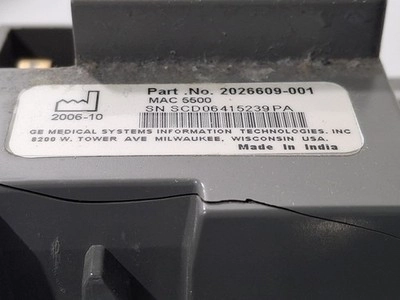 Part .No. 2026609-001
MAC 5500
SN SCD06415239PA
2006-10
GE MEDICAL SYSTEMS INFORMATION TECHNOLOGIES, INC
8200 W. TOWER AVE MILWAUKEE, WISCONSIN USA.
Made In India